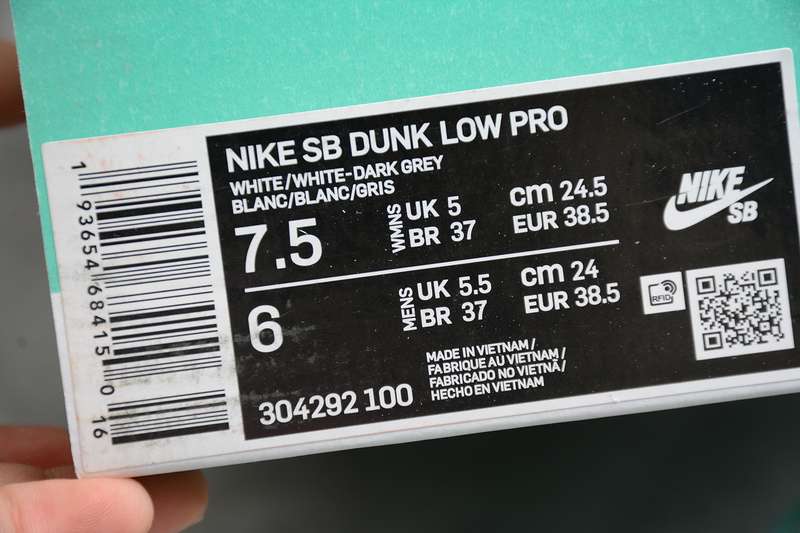 NIKE SB DUNK LOW PRO
WHITE/WHITE-DARK GREY
BLANC/BLANC/GRIS
7.5
WMNS
UK 5
BR 37
cm 24.5
EUR 38.5
6
MENS
UK 5.5
BR 37
cm 24
EUR 38.5
304292 100
MADE IN VIETNAM/
FABRIQUE AU VIETNAM/
FABRICADO NO VIETNÃ/
HECHO EN VIETNAM
NIKE
SB
RFID
1 93654 68415 0 16